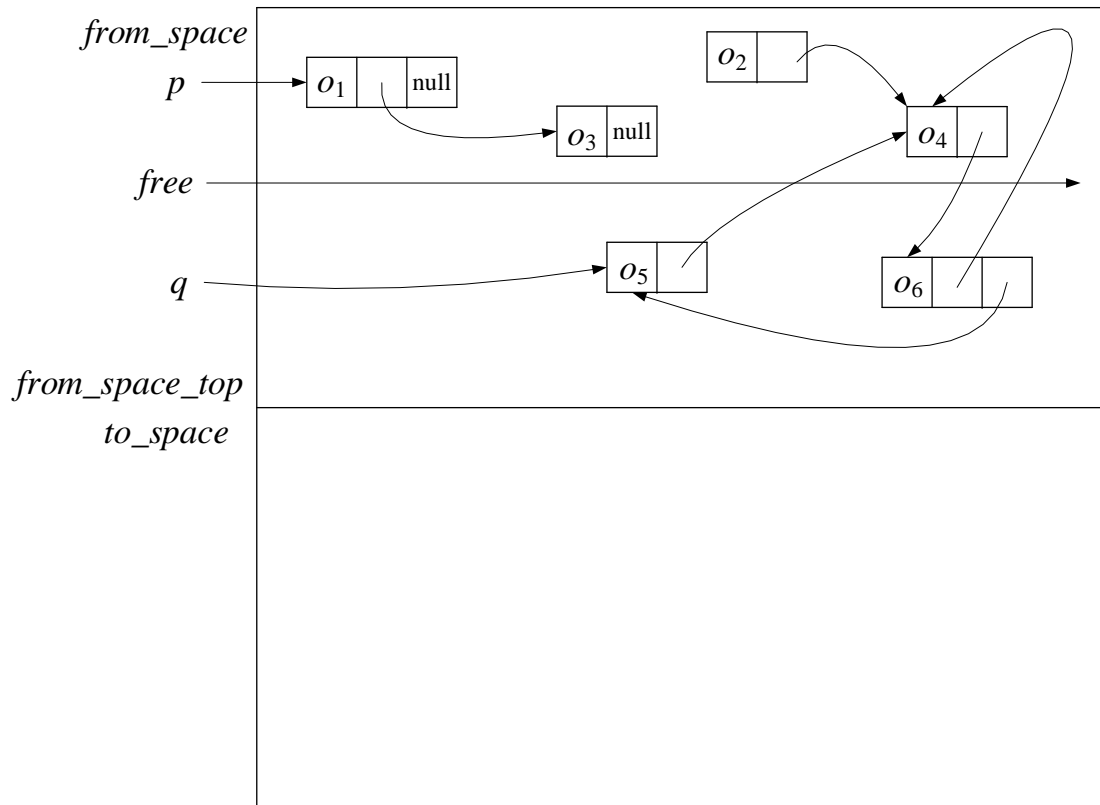 from_space
p
o1 null
o2
o3 null
o4
free
q
o5
o6
from_space_top
to_space